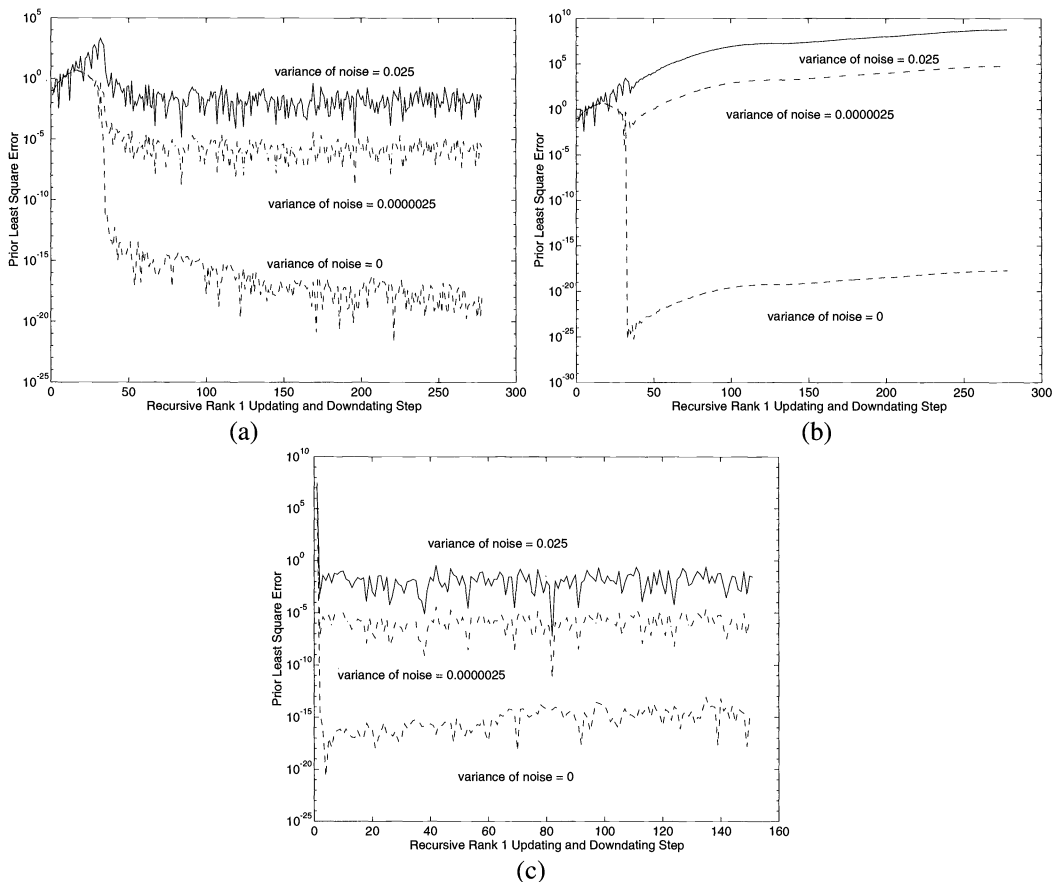 10^5
10^0
10^-5
10^-10
10^-15
10^-20
10^-25
Prior Least Square Error
variance of noise = 0.025
variance of noise = 0.0000025
variance of noise = 0
0 50 100 150 200 250 300
Recursive Rank 1 Updating and Downdating Step
(a)
10^10
10^5
10^0
10^-5
10^-10
10^-15
10^-20
10^-25
10^-30
Prior Least Square Error
variance of noise = 0.025
variance of noise = 0.0000025
variance of noise = 0
0 50 100 150 200 250 300
Recursive Rank 1 Updating and Downdating Step
(b)
10^10
10^5
10^0
10^-5
10^-10
10^-15
10^-20
10^-25
Prior Least Square Error
variance of noise = 0.025
variance of noise = 0.0000025
variance of noise = 0
0 20 40 60 80 100 120 140 160
Recursive Rank 1 Updating and Downdating Step
(c)